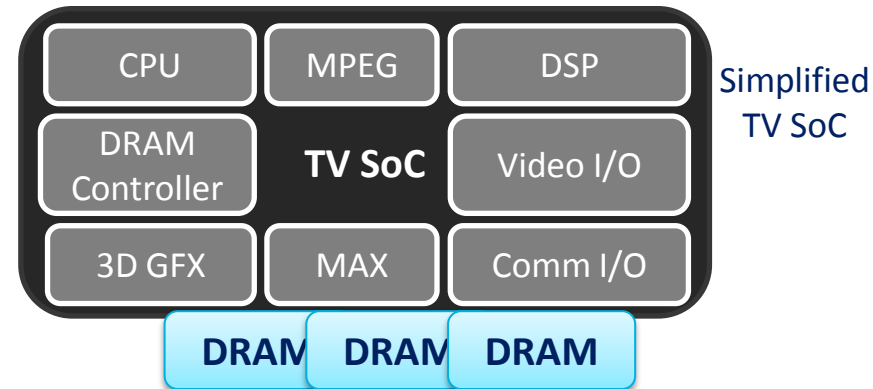 CPU
MPEG
DSP
Simplified
TV SoC
DRAM
Controller
TV SoC
Video I/O
3D GFX
MAX
Comm I/O
DRAM
DRAM
DRAM